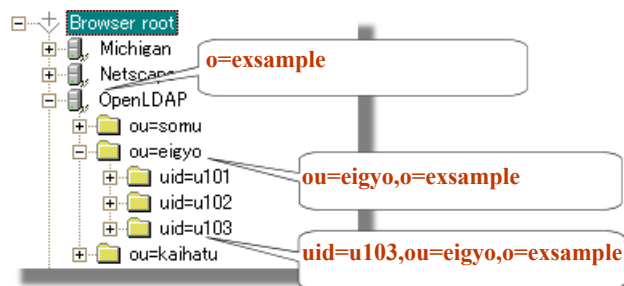 Browser root
Michigan
o=exsample
Netscape
OpenLDAP
ou=somu
ou=eigyo
uid=u101
ou=eigyo,o=exsample
uid=u102
uid=u103
uid=u103,ou=eigyo,o=exsample
ou=kaihatu